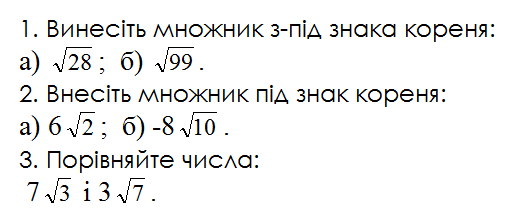 1. Винесіть множник з-під знака кореня:
а) √28 ; б) √99 .
2. Внесіть множник під знак кореня:
а) 6√2 ; б) -8√10 .
3. Порівняйте числа:
7√3 і 3√7 .